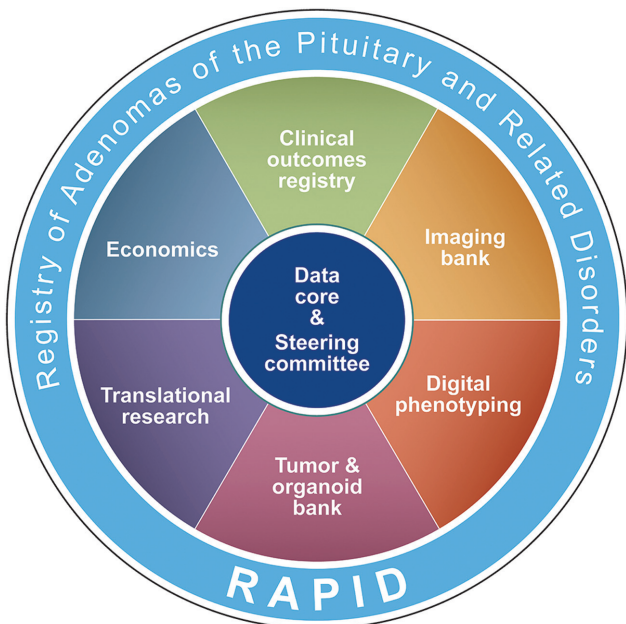 Registry of Adenomas of the Pituitary and Related Disorders
Clinical
outcomes
registry
Imaging
bank
Digital
phenotyping
Tumor &
organoid
bank
Translational
research
Economics
Data
core
&
Steering
committee
RAPID